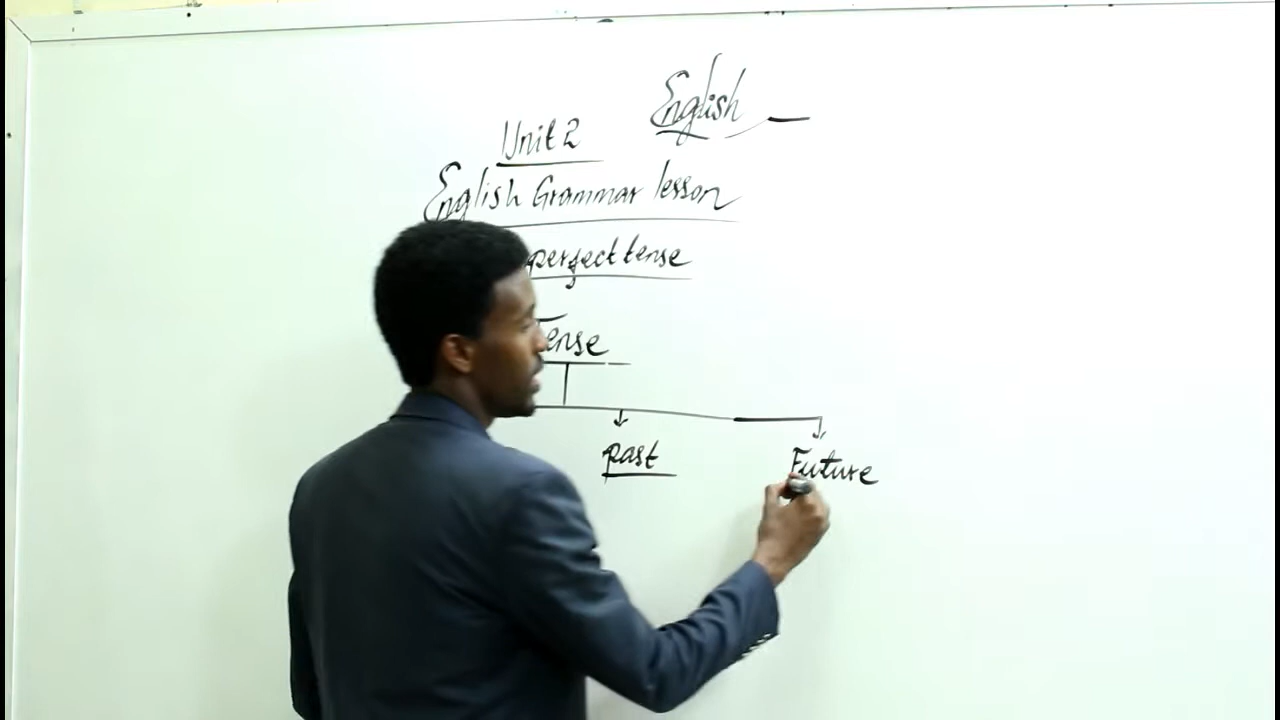 English
Unit 2
English Grammar lesson
perfect tense
Tense
past
Future